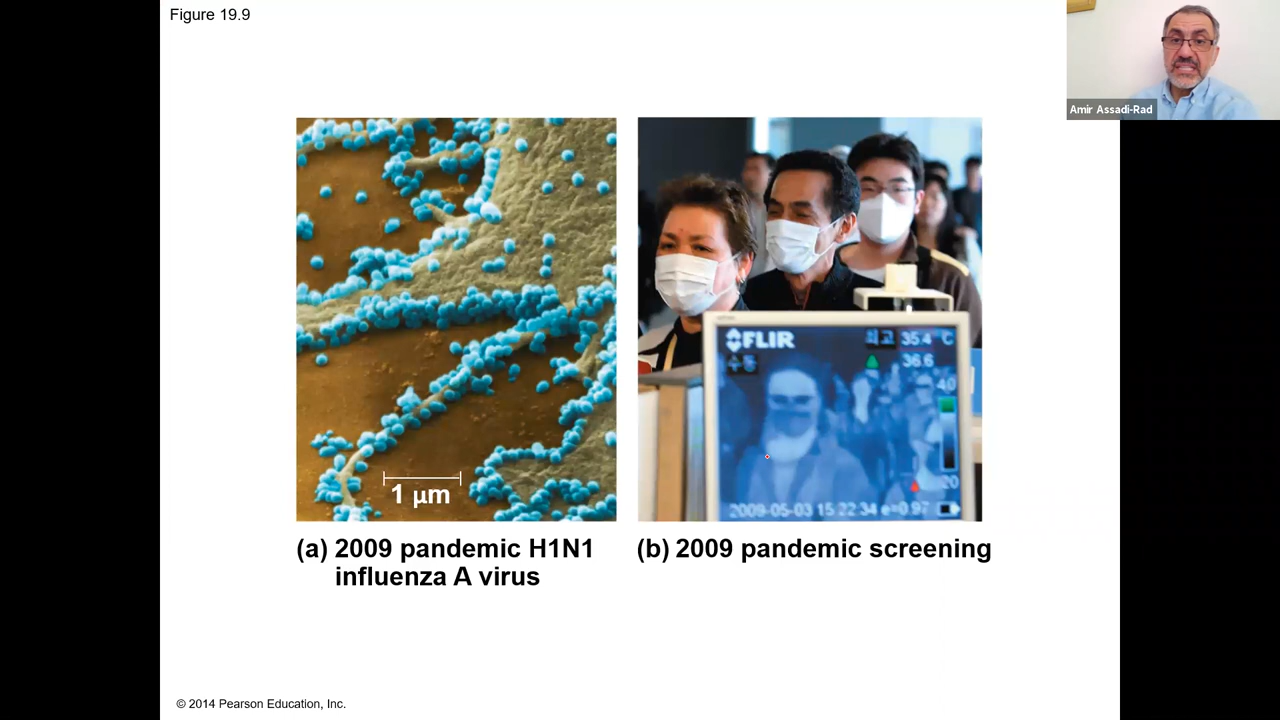 Figure 19.9
Amir Assadi-Rad
1 μm
FLIR
최고 35.4 °C
36.6
40
20
2009-05-03 15 22 34 e=0.97
(a) 2009 pandemic H1N1
influenza A virus
(b) 2009 pandemic screening
© 2014 Pearson Education, Inc.